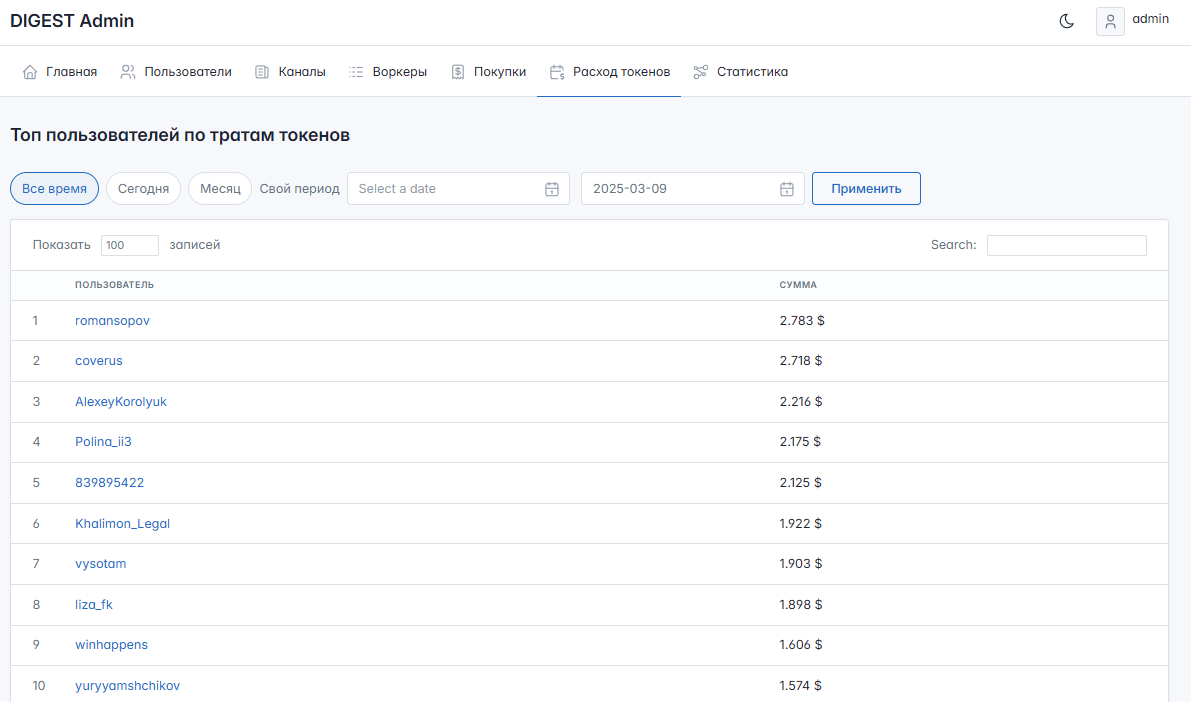 DIGEST Admin
admin
Главная Пользователи Каналы Воркеры Покупки Расход токенов Статистика
Топ пользователей по тратам токенов
Все время Сегодня Месяц Свой период Select a date 2025-03-09 Применить
Показать 100 записей Search:
ПОЛЬЗОВАТЕЛЬ СУММА
1 romansopov 2.783 $
2 coverus 2.718 $
3 AlexeyKorolyuk 2.216 $
4 Polina_ii3 2.175 $
5 839895422 2.125 $
6 Khalimon_Legal 1.922 $
7 vysotam 1.903 $
8 liza_fk 1.898 $
9 winhappens 1.606 $
10 yuryyamshchikov 1.574 $